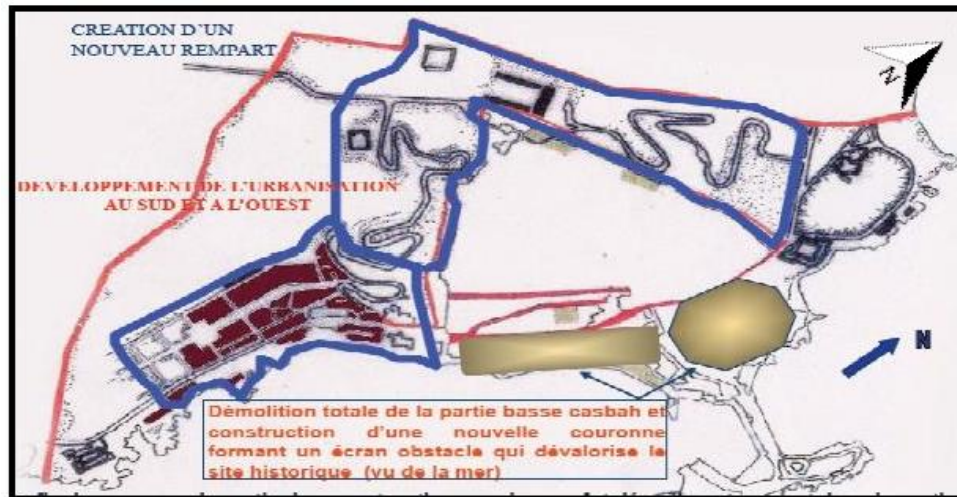 CREATION D'UN
NOUVEAU REMPART
N
DEVELOPPEMENT DE L'URBANISATION
AU SUD ET A L'OUEST
N
Démolition totale de la partie basse casbah et
construction d'une nouvelle couronne
formant un écran obstacle qui dévalorise le
site historique (vu de la mer)